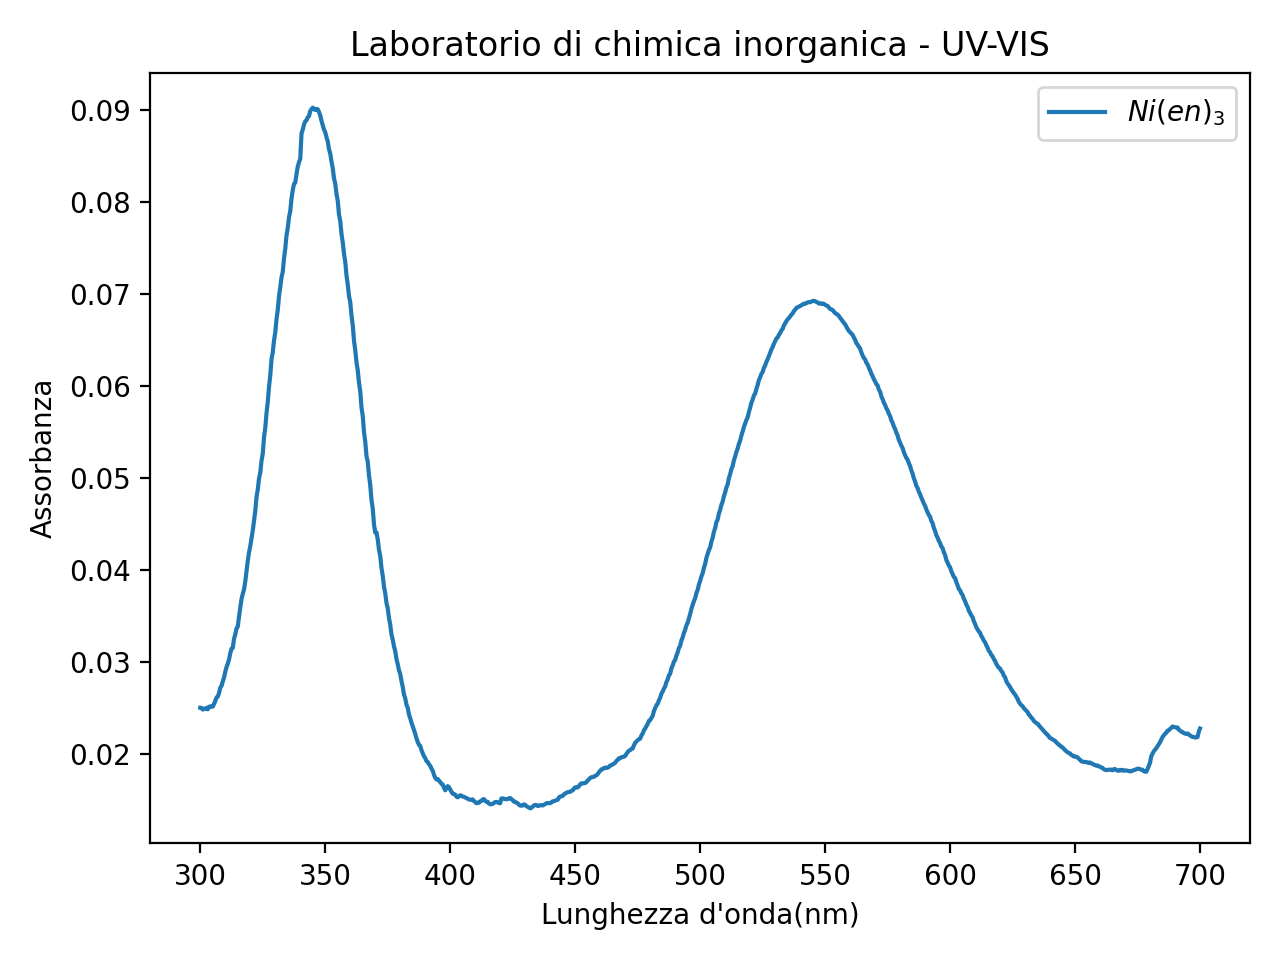 Laboratorio di chimica inorganica - UV-VIS
Ni(en)₃
0.09
0.08
0.07
0.06
0.05
0.04
0.03
0.02
Assorbanza
300 350 400 450 500 550 600 650 700
Lunghezza d'onda(nm)